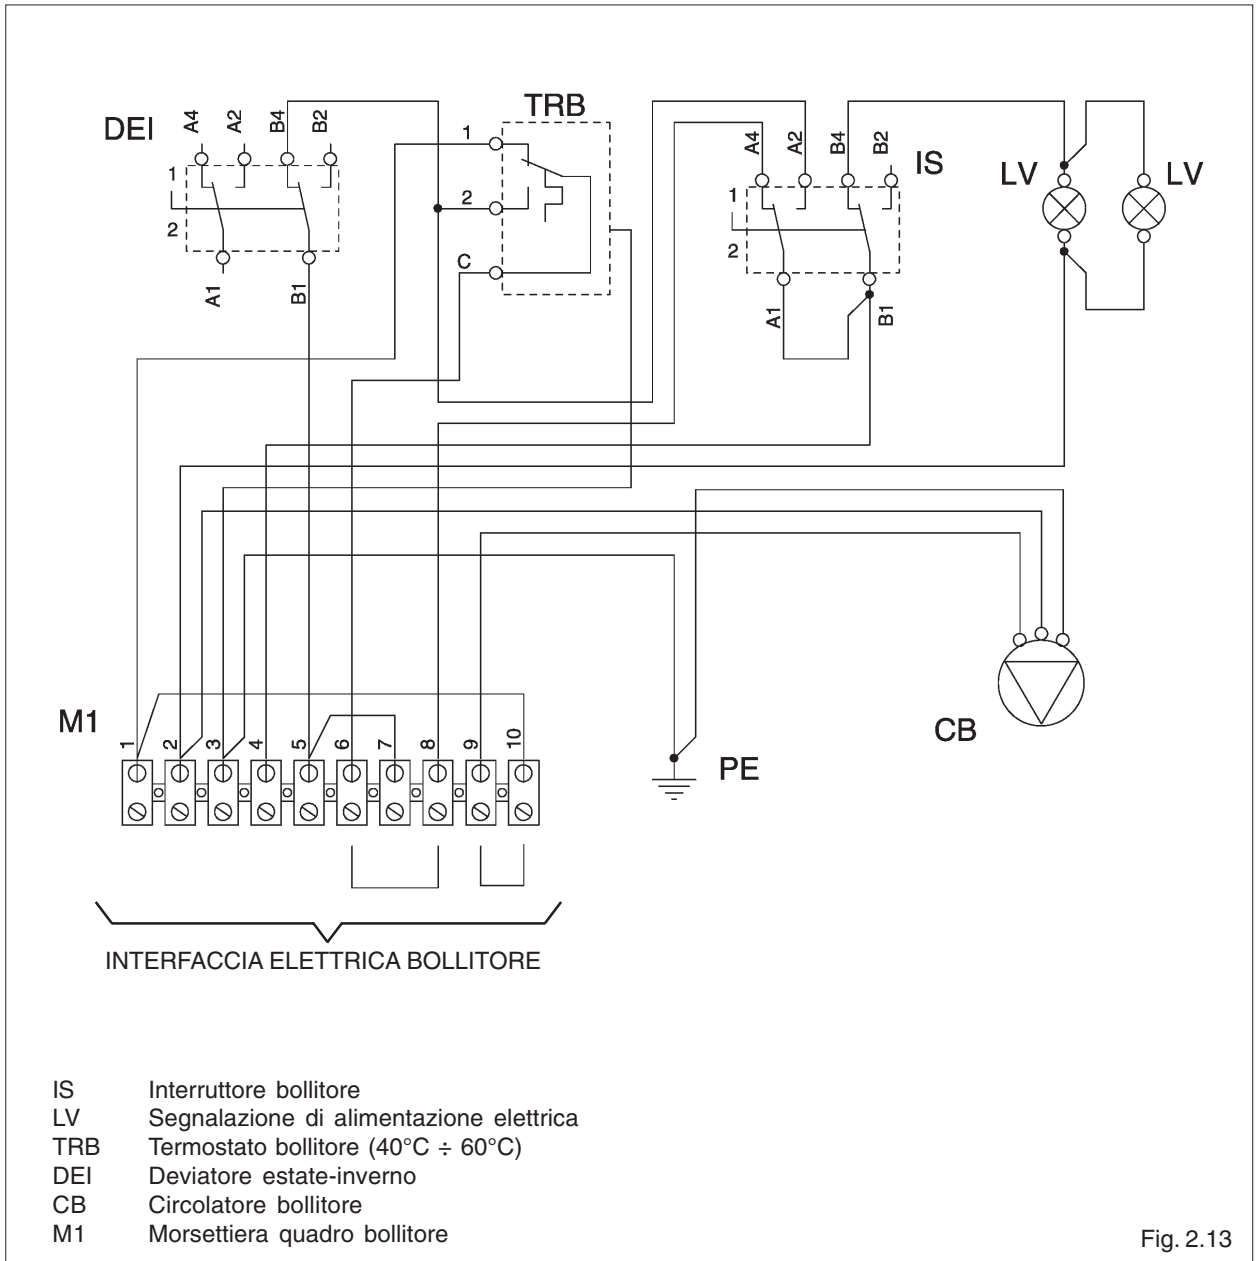 DEI
A4
A2
B4
B2
1
2
A1
B1
TRB
1
2
C
A4
A2
B4
B2
IS
1
2
A1
B1
LV
LV
M1
1
2
3
4
5
6
7
8
9
10
PE
CB
INTERFACCIA ELETTRICA BOLLITORE
IS Interruttore bollitore
LV Segnalazione di alimentazione elettrica
TRB Termostato bollitore (40°C ÷ 60°C)
DEI Deviatore estate-inverno
CB Circolatore bollitore
M1 Morsettiera quadro bollitore
Fig. 2.13